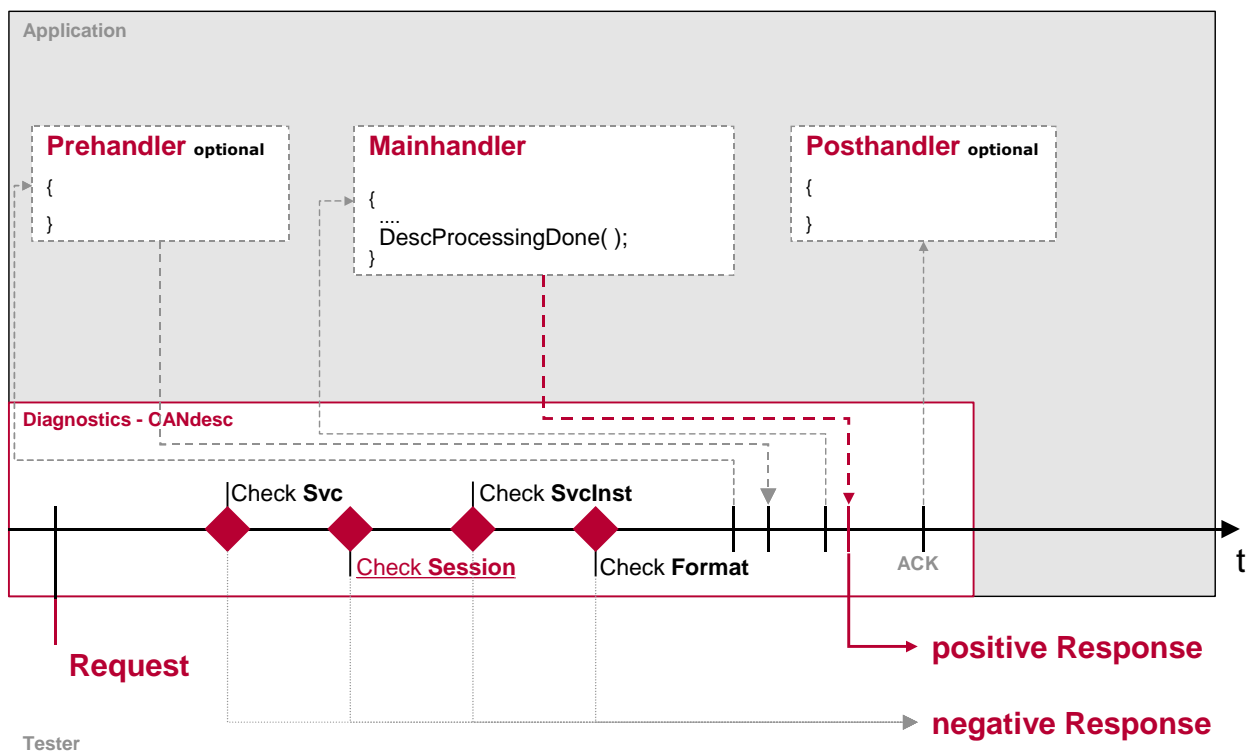 Application
Prehandler optional
{
}
Mainhandler
{
....
DescProcessingDone( );
}
Posthandler optional
{
}
Diagnostics - CANdesc
Check Svc
Check SvcInst
Check Session
Check Format
ACK
t
Request
positive Response
negative Response
Tester